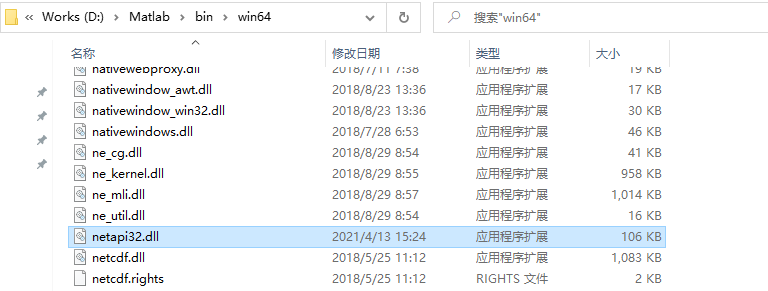 « Works (D:) > Matlab > bin > win64 搜索"win64"
名称 修改日期 类型 大小
nativewebproxy.dll 2018/7/11 7:38 应用程序扩展 19 KB
nativewindow_awt.dll 2018/8/23 13:36 应用程序扩展 17 KB
nativewindow_win32.dll 2018/8/23 13:36 应用程序扩展 30 KB
nativewindows.dll 2018/7/28 6:53 应用程序扩展 46 KB
ne_cg.dll 2018/8/29 8:54 应用程序扩展 41 KB
ne_kernel.dll 2018/8/29 8:55 应用程序扩展 958 KB
ne_mli.dll 2018/8/29 8:57 应用程序扩展 1,014 KB
ne_util.dll 2018/8/29 8:54 应用程序扩展 16 KB
netapi32.dll 2021/4/13 15:24 应用程序扩展 106 KB
netcdf.dll 2018/5/25 11:12 应用程序扩展 1,083 KB
netcdf.rights 2018/5/25 11:12 RIGHTS 文件 2 KB